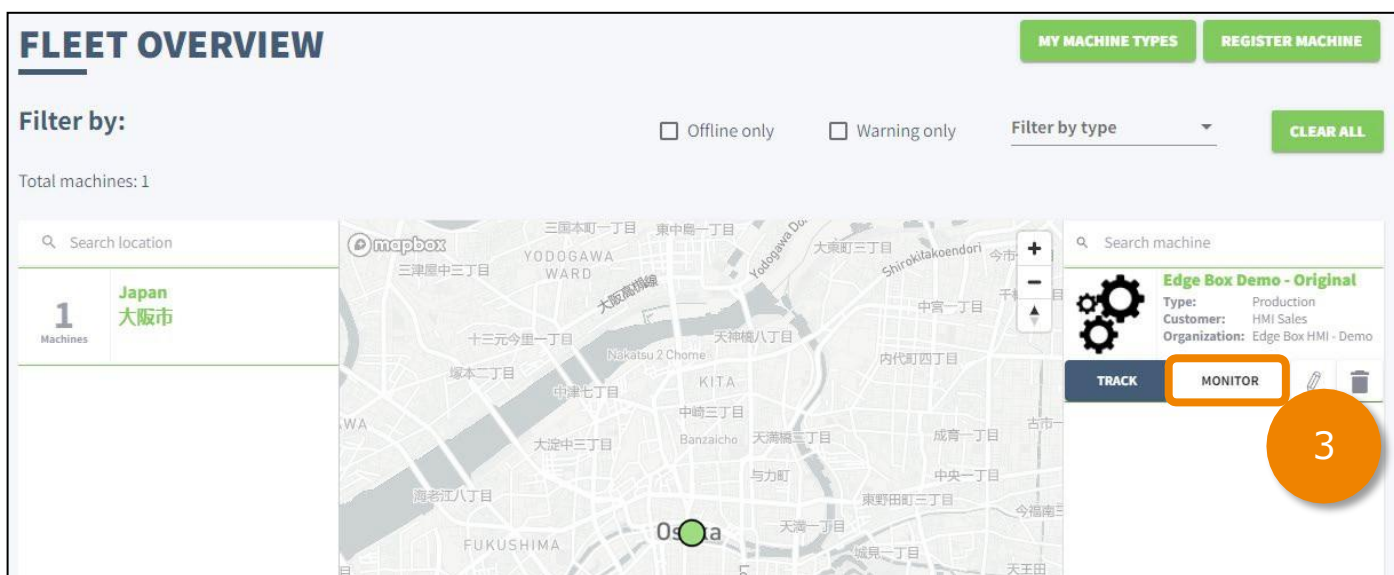 FLEET OVERVIEW
MY MACHINE TYPES
REGISTER MACHINE
Filter by:
Offline only
Warning only
Filter by type
CLEAR ALL
Total machines: 1
Search location
1
Machines
Japan
大阪市
mapbox
三国本町一丁目
東中島一丁目
大東町三丁目
Shirokitakoendori
YODOGAWA
WARD
三津屋中三丁目
大阪高槻線
中宮一丁目
十三元今里一丁目
天神橋八丁目
Nakatsu 2 Chome
内代町四丁目
塚本二丁目
KITA
中津七丁目
中崎三丁目
大淀中三丁目
Banzaicho
天満橋三丁目
成育一丁目
与力町
中央一丁目
海老江八丁目
東野田町三丁目
天満一丁目
FUKUSHIMA
城見一丁目
+
−
Search machine
Edge Box Demo - Original
Type: Production
Customer: HMI Sales
Organization: Edge Box HMI - Demo
TRACK
MONITOR
3